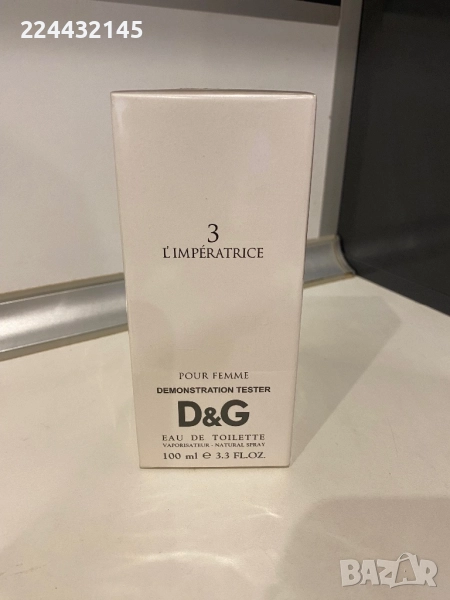 224432145
3
L'IMPÉRATRICE
POUR FEMME
DEMONSTRATION TESTER
D&G
EAU DE TOILETTE
VAPORISATEUR - NATURAL SPRAY
100 ml ℮ 3.3 FL.OZ.
BAZAR